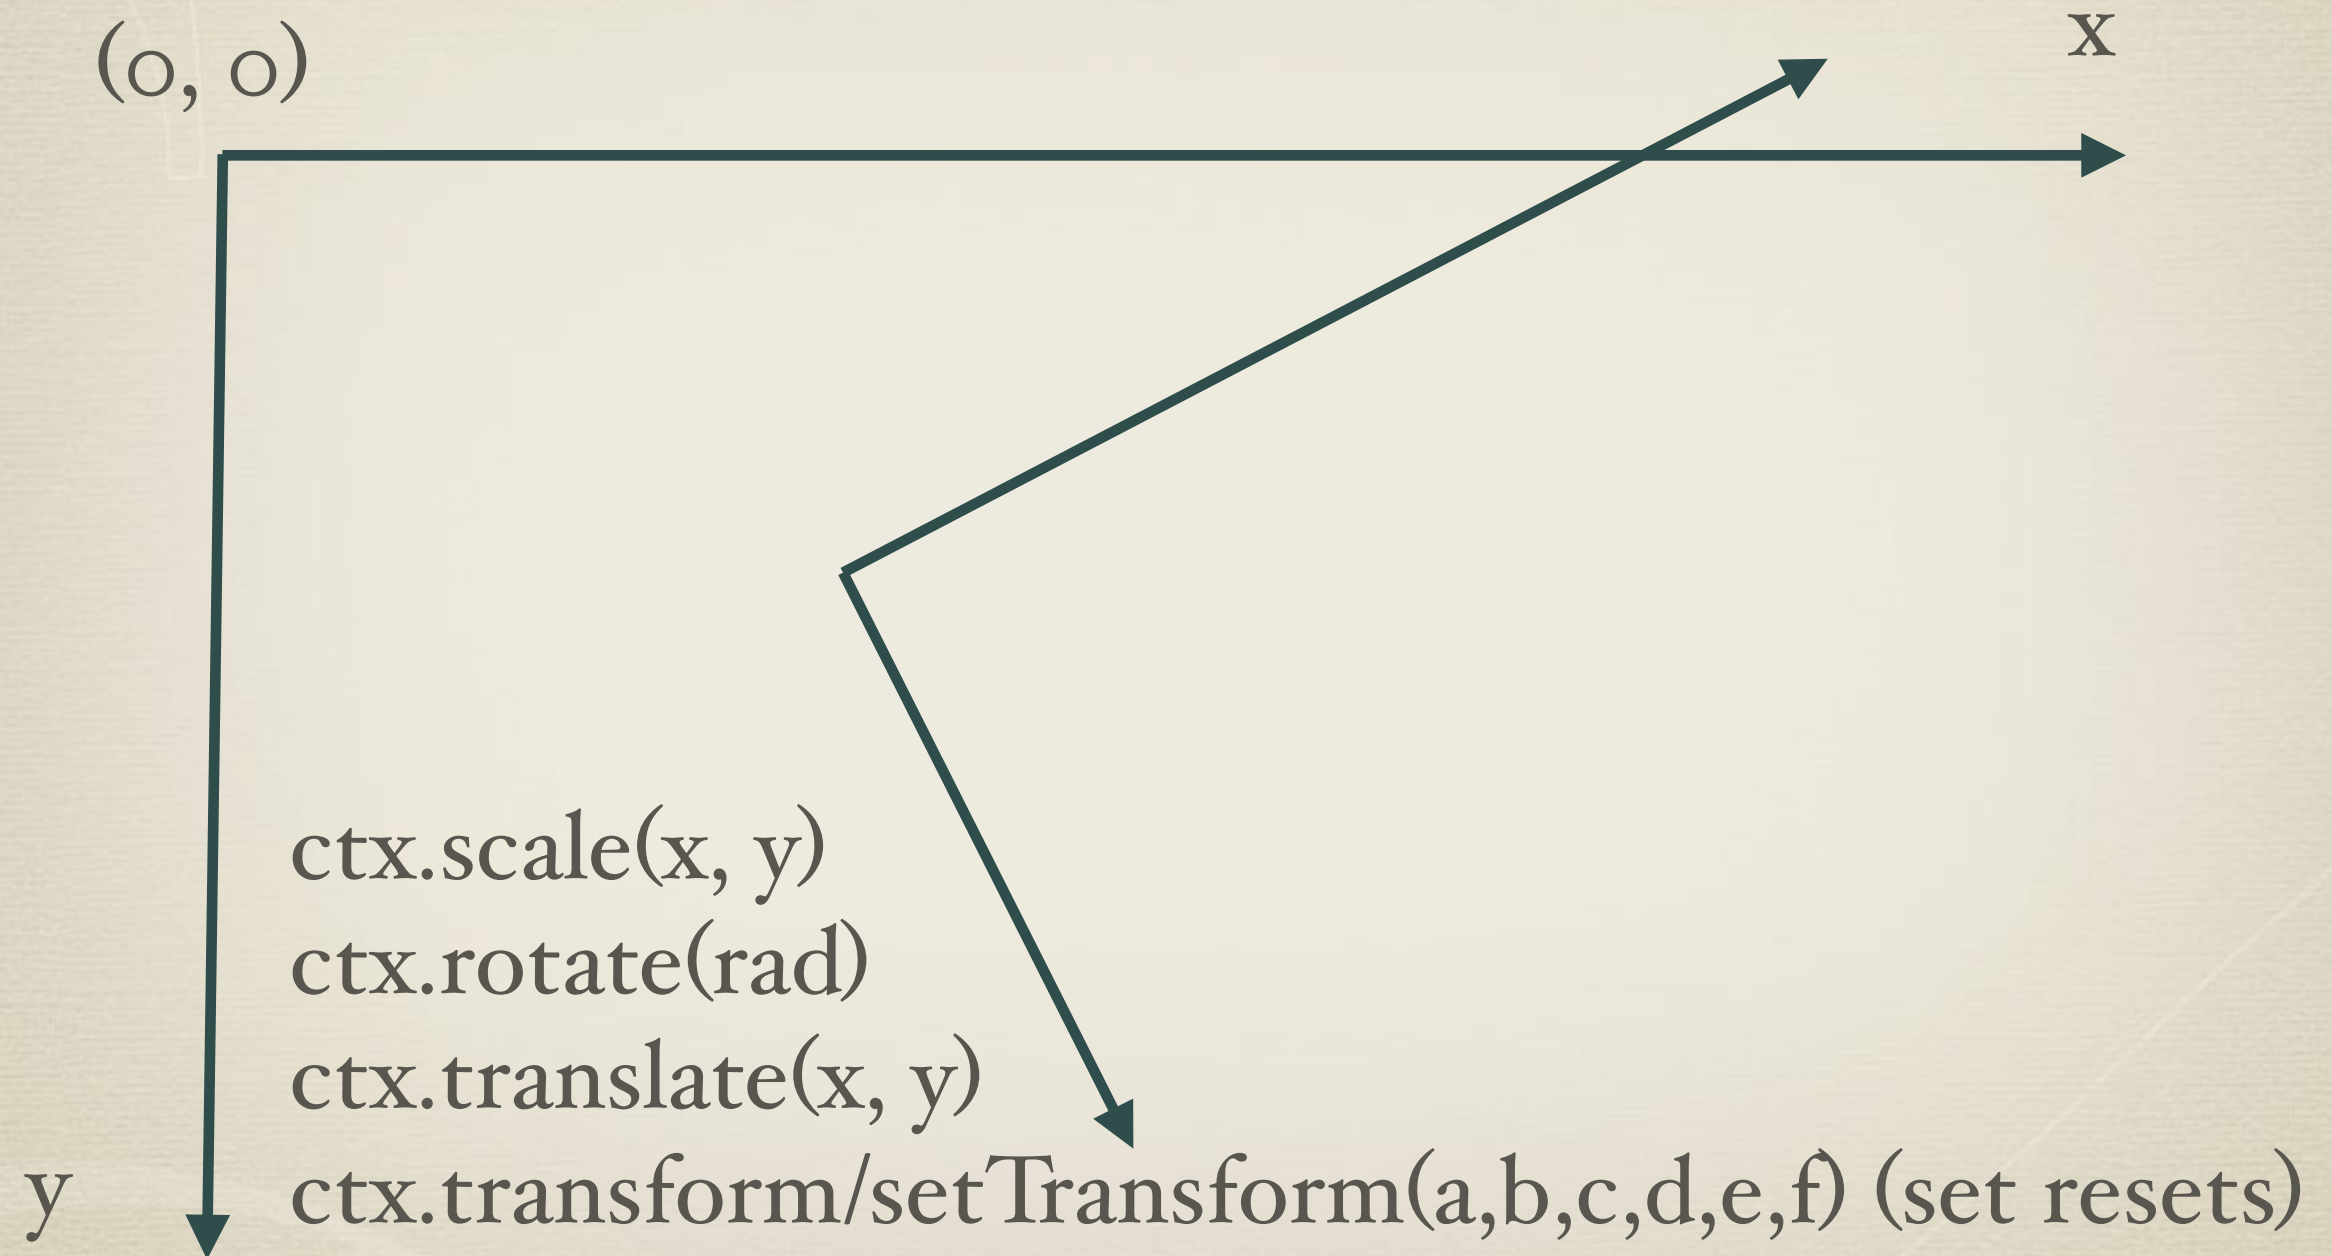 (0, 0)
x
ctx.scale(x, y)
ctx.rotate(rad)
ctx.translate(x, y)
y
ctx.transform/setTransform(a,b,c,d,e,f) (set resets)